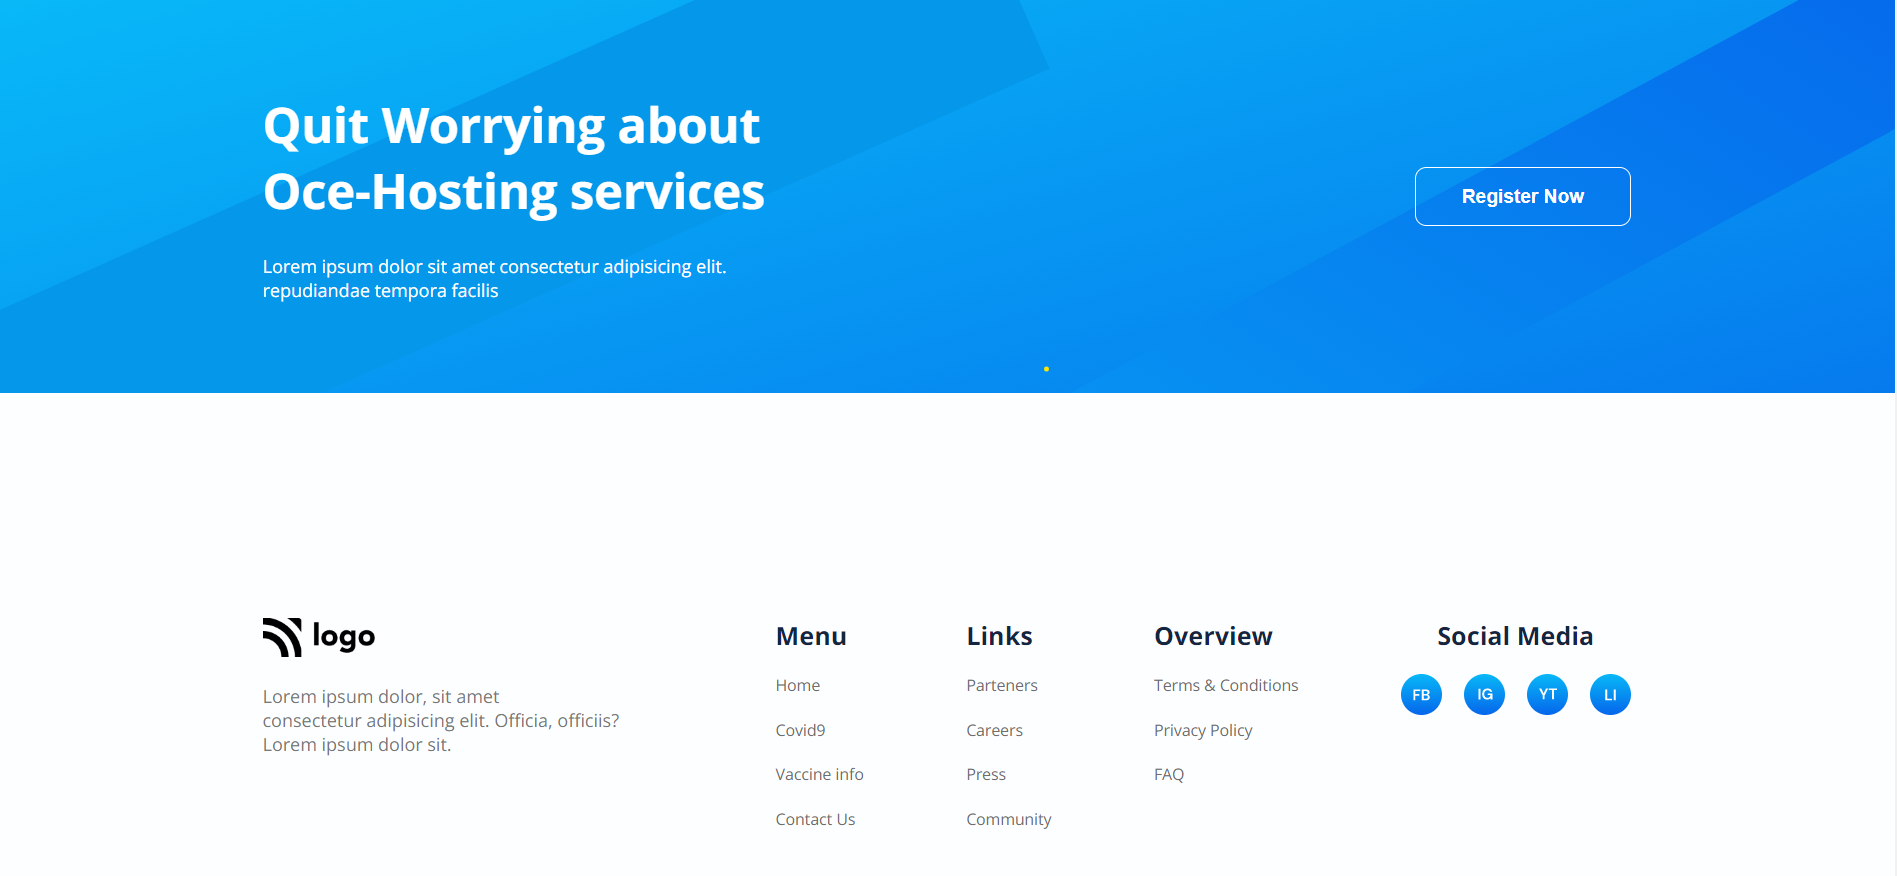 Quit Worrying about
Oce-Hosting services
Lorem ipsum dolor sit amet consectetur adipisicing elit.
repudiandae tempora facilis
Register Now
logo
Lorem ipsum dolor, sit amet
consectetur adipisicing elit. Officia, officiis?
Lorem ipsum dolor sit.
Menu
Home
Covid9
Vaccine info
Contact Us
Links
Parteners
Careers
Press
Community
Overview
Terms & Conditions
Privacy Policy
FAQ
Social Media
FB IG YT LI